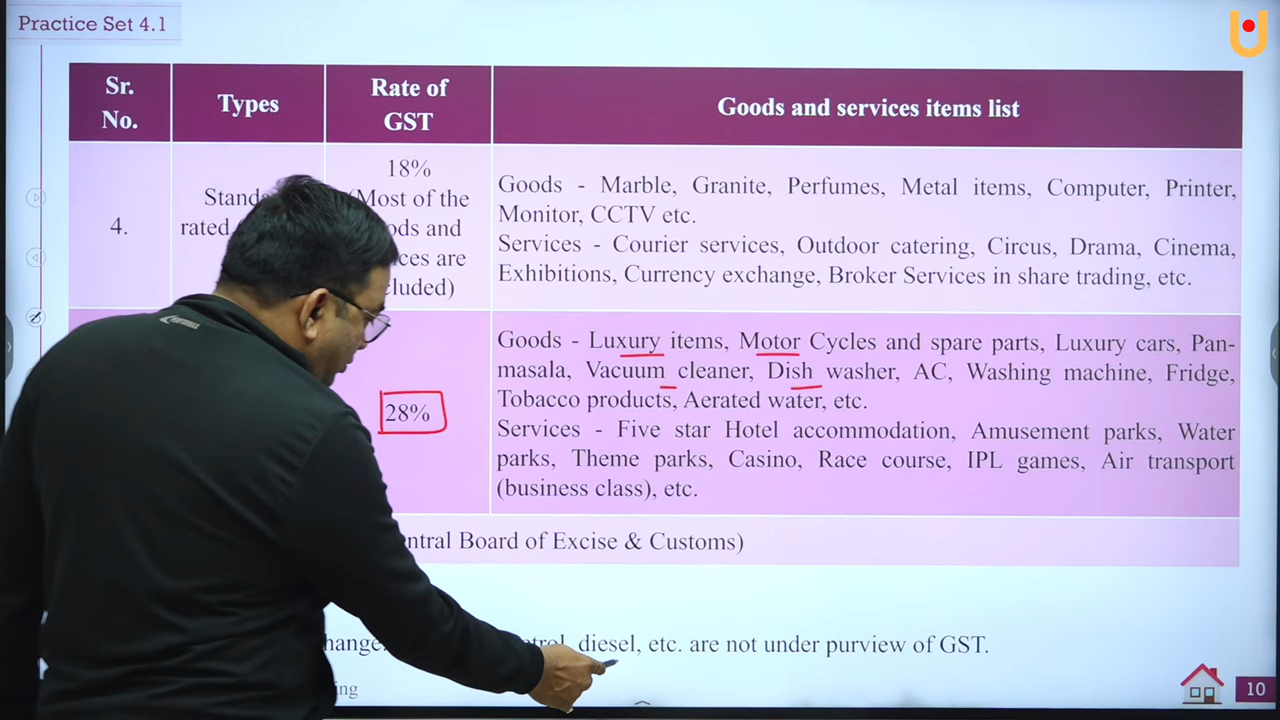 Practice Set 4.1
Sr.
No.
Types
Rate of
GST
Goods and services items list
4.
rated
18%
Most of the
and
are
Goods - Marble, Granite, Perfumes, Metal items, Computer, Printer,
Monitor, CCTV etc.
Services - Courier services, Outdoor catering, Circus, Drama, Cinema,
Exhibitions, Currency exchange, Broker Services in share trading, etc.
28%
Goods - Luxury items, Motor Cycles and spare parts, Luxury cars, Pan-
masala, Vacuum cleaner, Dish washer, AC, Washing machine, Fridge,
Tobacco products, Aerated water, etc.
Services - Five star Hotel accommodation, Amusement parks, Water
parks, Theme parks, Casino, Race course, IPL games, Air transport
(business class), etc.
Board of Excise & Customs)
diesel, etc. are not under purview of GST.
10